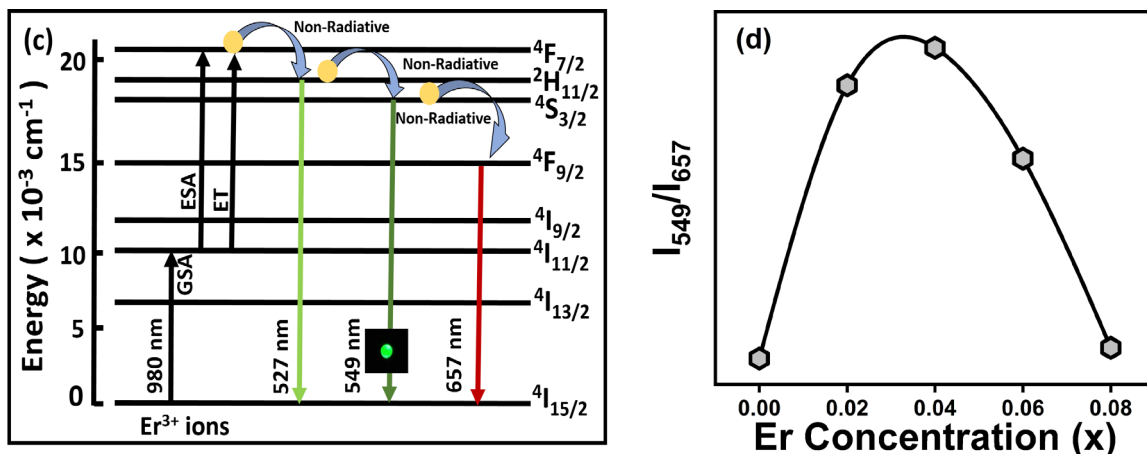 (c)
Energy ( x 10⁻³ cm⁻¹)
20
15
10
5
0
Non-Radiative
Non-Radiative
Non-Radiative
⁴F₇/₂
²H₁₁/₂
⁴S₃/₂
⁴F₉/₂
⁴I₉/₂
⁴I₁₁/₂
⁴I₁₃/₂
⁴I₁₅/₂
ESA
ET
GSA
980 nm
527 nm
549 nm
657 nm
Er³⁺ ions
(d)
I₅₄₉/I₆₅₇
0.00 0.02 0.04 0.06 0.08
Er Concentration (x)